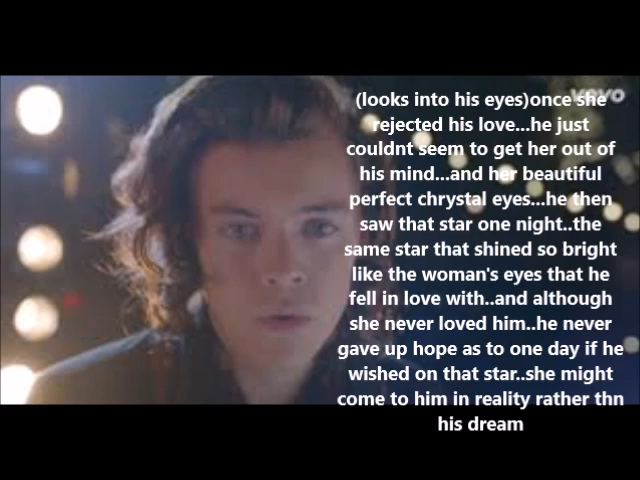 vevo
(looks into his eyes)once she
rejected his love...he just
couldnt seem to get her out of
his mind...and her beautiful
perfect chrystal eyes...he then
saw that star one night..the
same star that shined so bright
like the woman's eyes that he
fell in love with..and although
she never loved him..he never
gave up hope as to one day if he
wished on that star..she might
come to him in reality rather thn
his dream